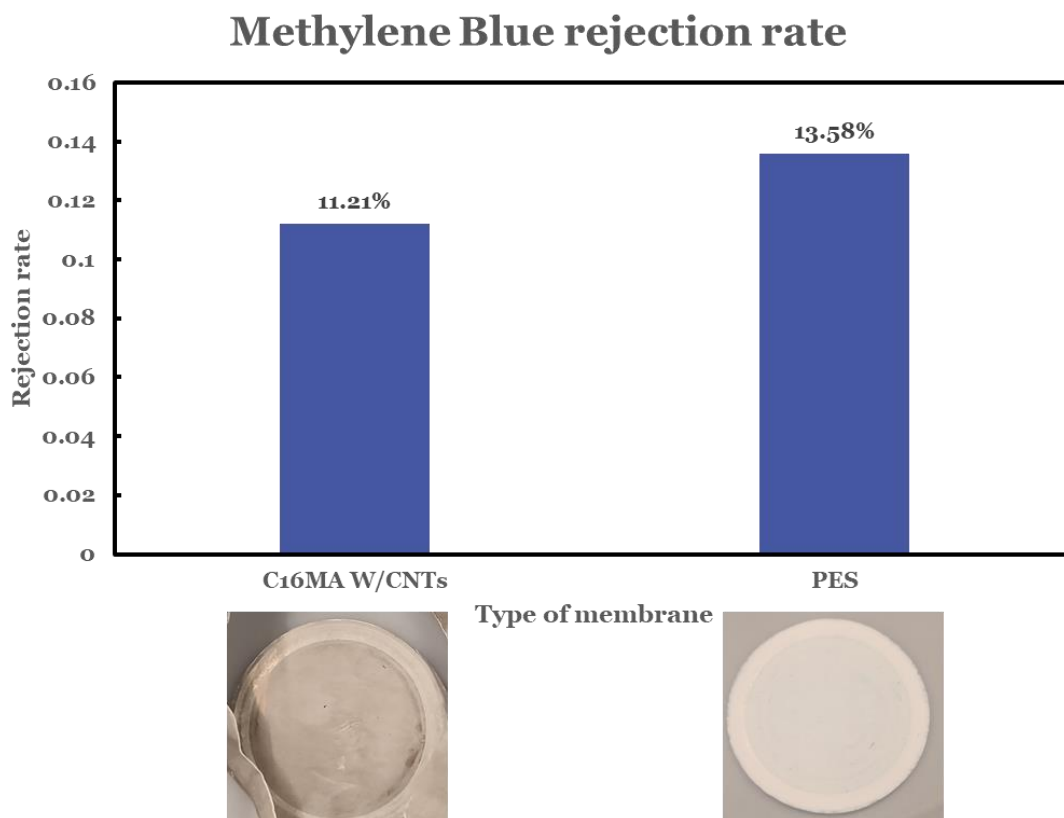 Methylene Blue rejection rate
Rejection rate
0.16
0.14
0.12
0.1
0.08
0.06
0.04
0.02
0
11.21%
13.58%
C16MA W/CNTs
PES
Type of membrane